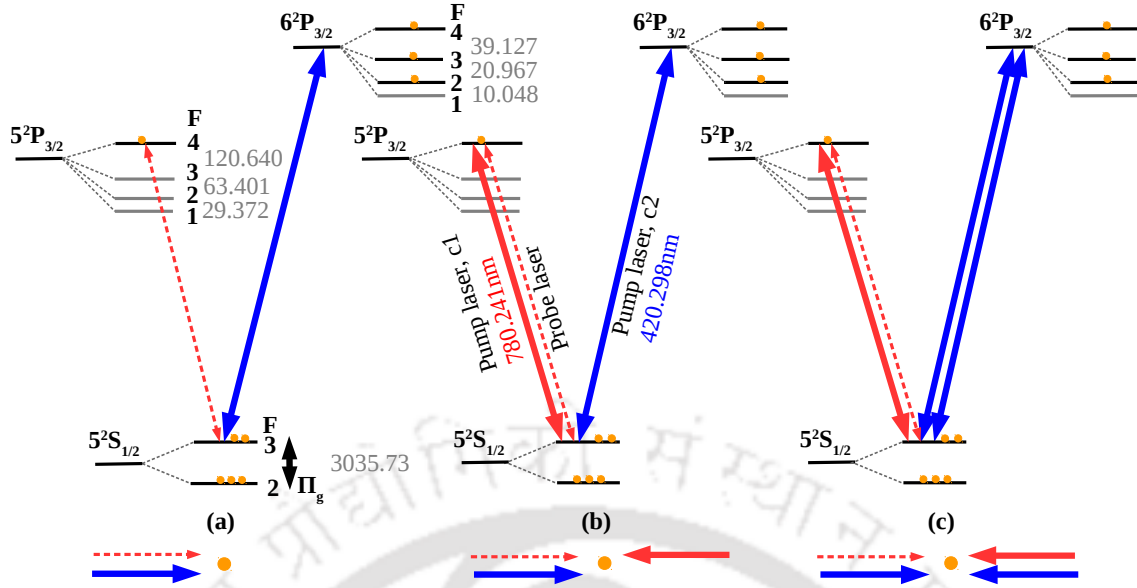 6²P3/2
F
4
39.127
3
20.967
2
10.048
1
5²P3/2
F
4
120.640
3
63.401
2
29.372
1
5²S1/2
F
3
3035.73
2
Πg
(a)
6²P3/2
5²P3/2
Pump laser, c1
780.241nm
Probe laser
Pump laser, c2
420.298nm
5²S1/2
(b)
6²P3/2
5²P3/2
5²S1/2
(c)